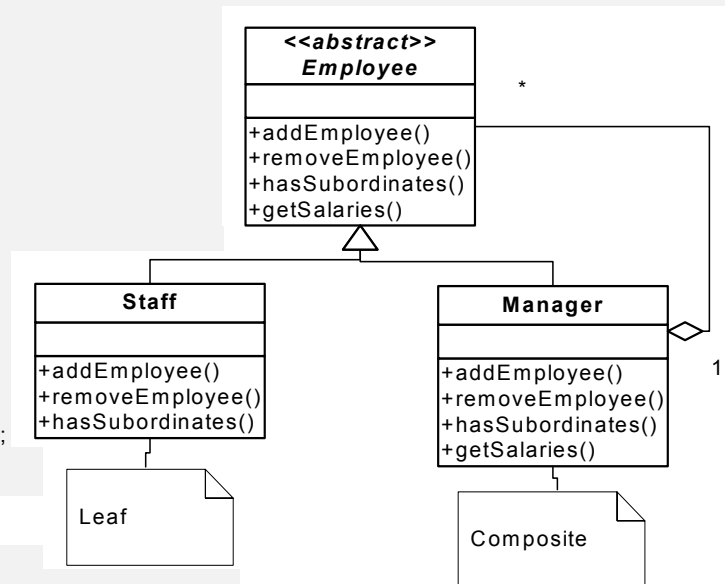 <<abstract>>
Employee
*
+addEmployee()
+removeEmployee()
+hasSubordinates()
+getSalaries()
Staff
+addEmployee()
+removeEmployee()
+hasSubordinates()
;
Leaf
Manager
1
+addEmployee()
+removeEmployee()
+hasSubordinates()
+getSalaries()
Composite